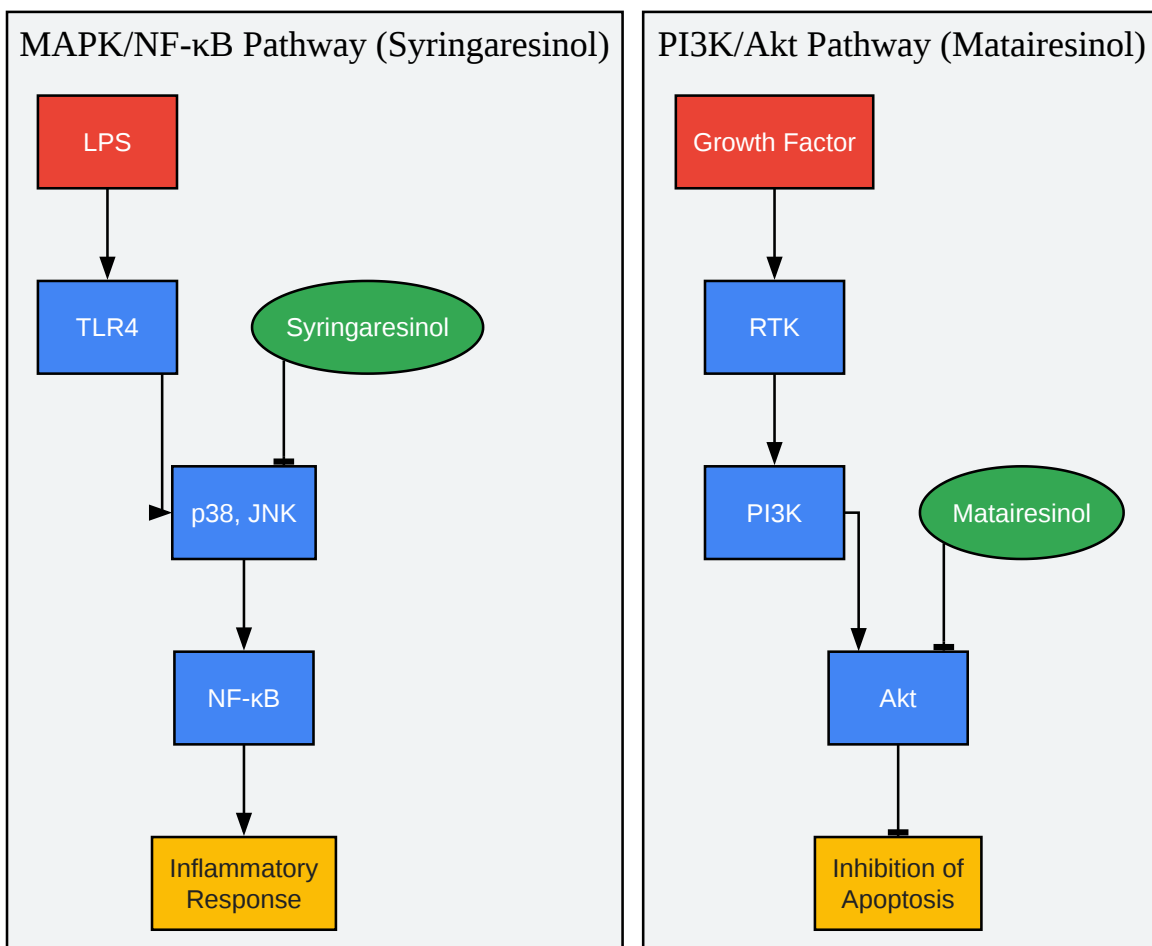 MAPK/NF-κB Pathway (Syringaresinol)
LPS
TLR4
Syringaresinol
p38, JNK
NF-κB
Inflammatory
Response
PI3K/Akt Pathway (Matairesinol)
Growth Factor
RTK
PI3K
Matairesinol
Akt
Inhibition of
Apoptosis